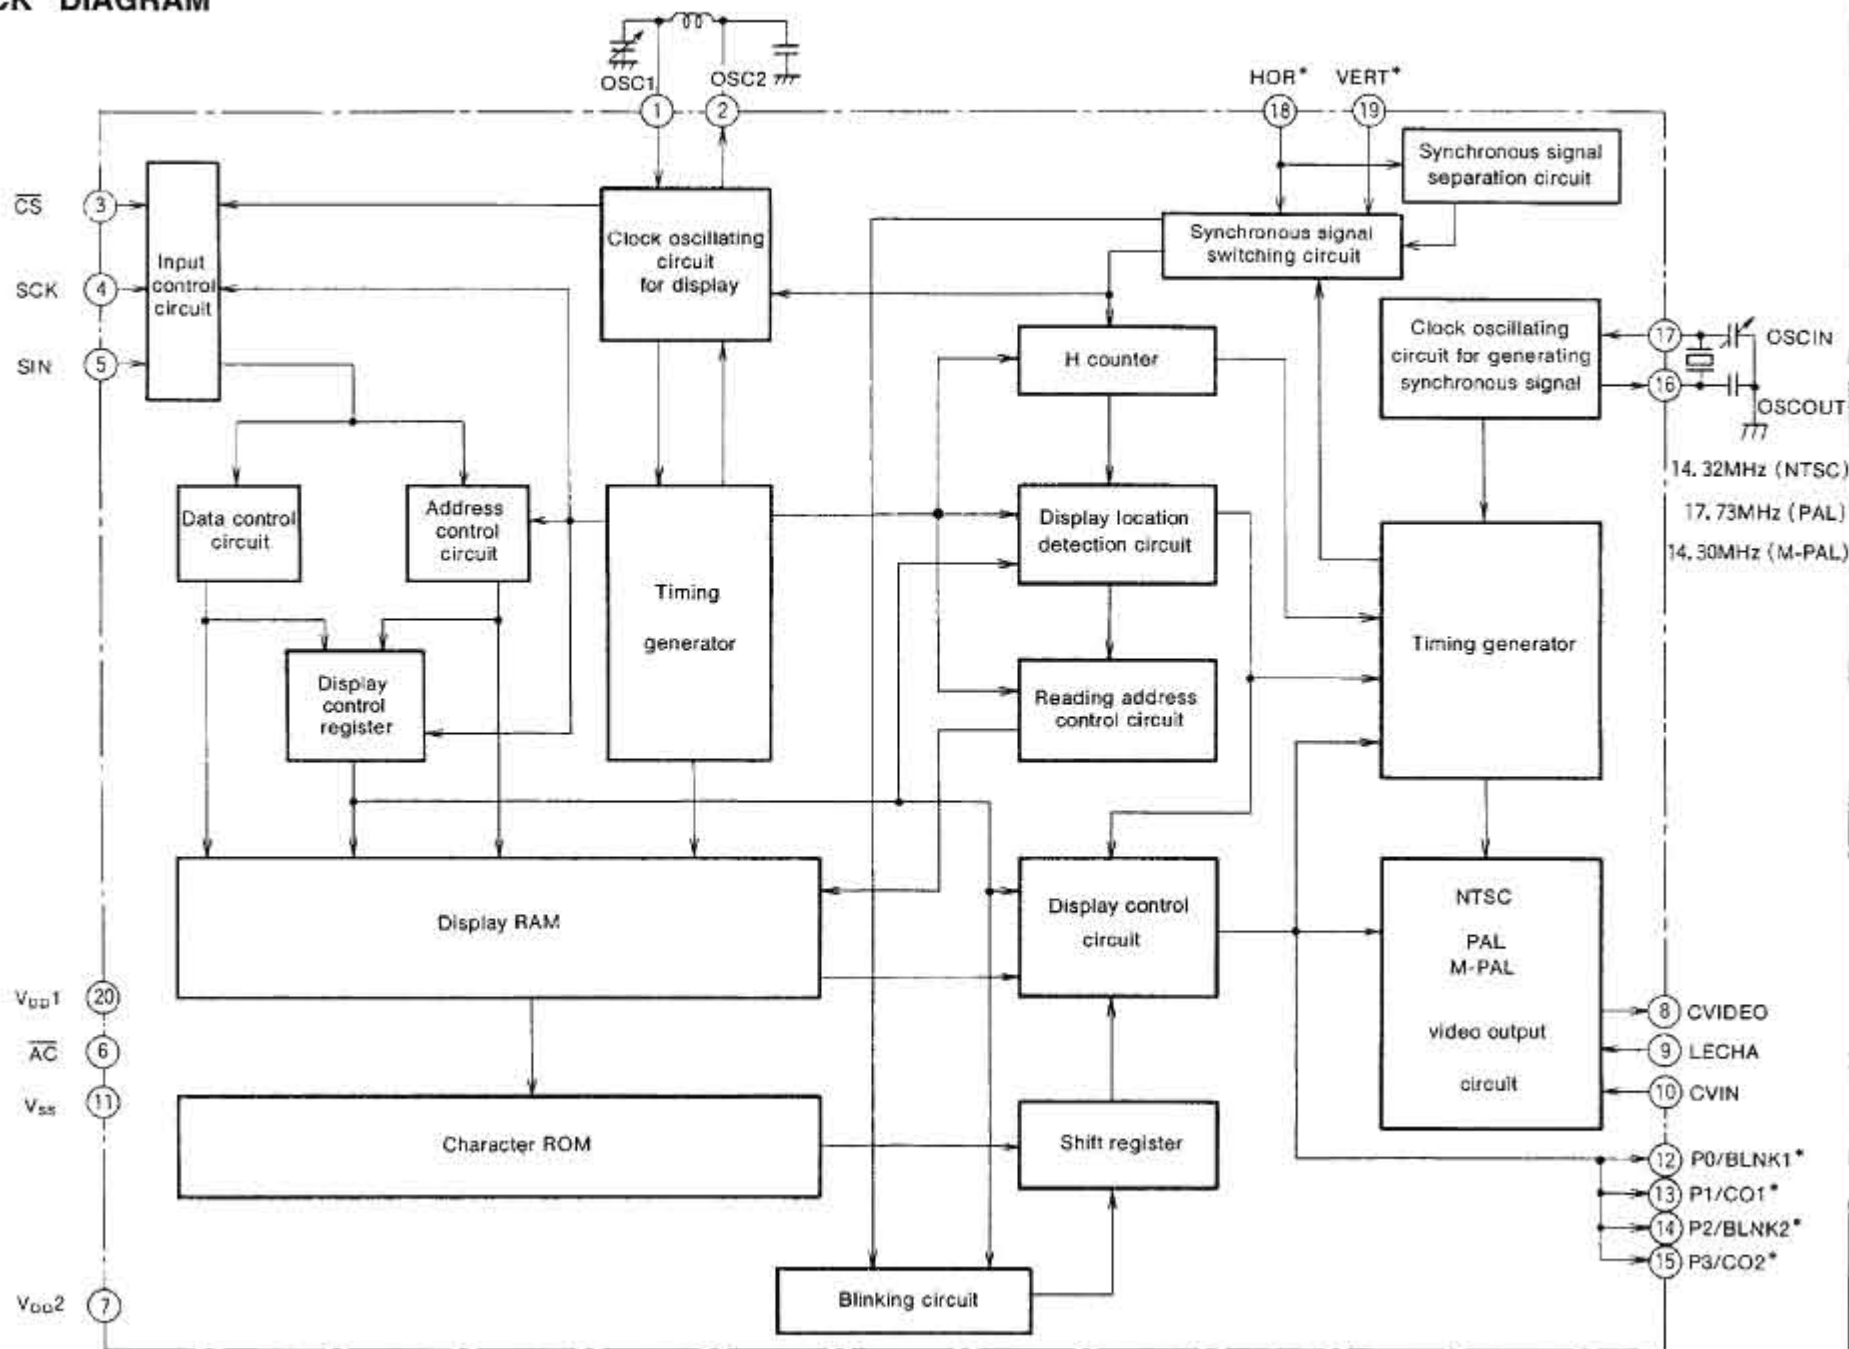 CK DIAGRAM
OSC1
OSC2
HOR*
VERT*
1
2
18
19
Synchronous signal
separation circuit
CS
3
Input
control
circuit
Clock oscillating
circuit
for display
Synchronous signal
switching circuit
SCK
4
SIN
5
H counter
Clock oscillating
circuit for generating
synchronous signal
17
OSCIN
16
OSCOUT
14.32MHz (NTSC)
17.73MHz (PAL)
14.30MHz (M-PAL)
Data control
circuit
Address
control
circuit
Timing
generator
Display location
detection circuit
Timing generator
Display
control
register
Reading address
control circuit
Display RAM
Display control
circuit
NTSC
PAL
M-PAL
video output
circuit
VDD1
20
AC
6
VSS
11
8
CVIDEO
9
LECHA
10
CVIN
Character ROM
Shift register
12
P0/BLNK1*
13
P1/CO1*
14
P2/BLNK2*
15
P3/CO2*
VDD2
7
Blinking circuit